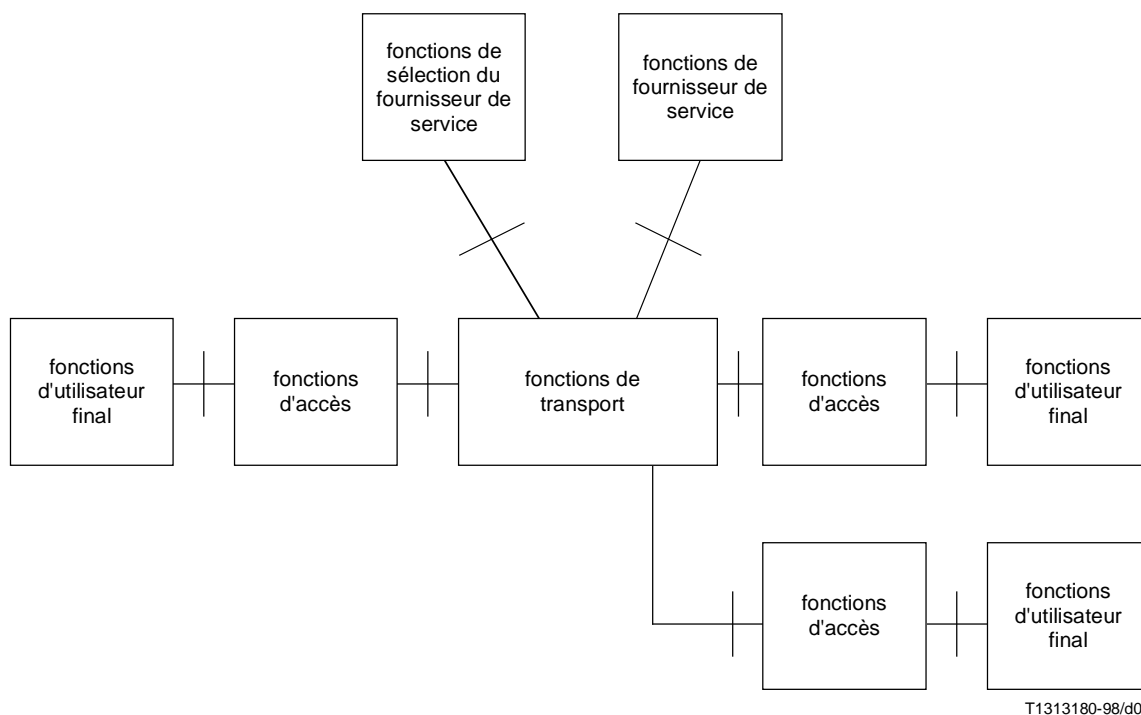 fonctions de
sélection du
fournisseur de
service
fonctions de
fournisseur de
service
fonctions
d'utilisateur
final
fonctions
d'accès
fonctions de
transport
fonctions
d'accès
fonctions
d'utilisateur
final
fonctions
d'accès
fonctions
d'utilisateur
final
T1313180-98/d0